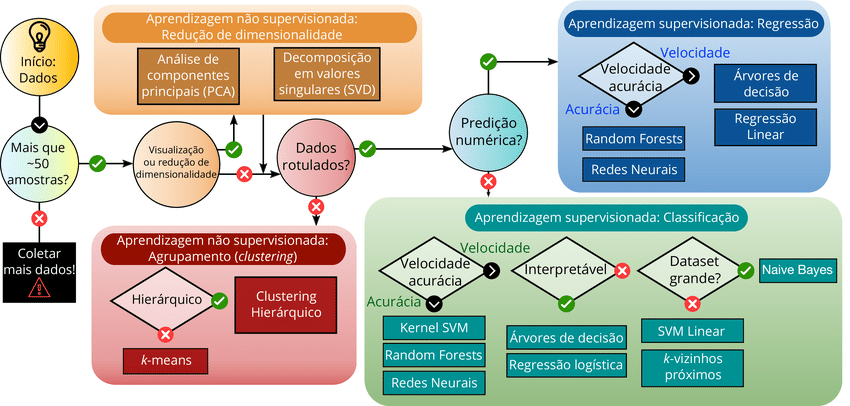 Início:
Dados
Mais que
~50
amostras?
Coletar
mais dados!
Aprendizagem não supervisionada:
Redução de dimensionalidade
Análise de
componentes
principais (PCA)
Decomposição
em valores
singulares (SVD)
Visualização
ou redução de
dimensionalidade
Dados
rotulados?
Aprendizagem não supervisionada:
Agrupamento (clustering)
Hierárquico
Clustering
Hierárquico
k-means
Predição
numérica?
Aprendizagem supervisionada: Regressão
Velocidade
Velocidade
acurácia
Acurácia
Árvores de
decisão
Regressão
Linear
Random Forests
Redes Neurais
Aprendizagem supervisionada: Classificação
Velocidade
Velocidade
acurácia
Acurácia
Kernel SVM
Random Forests
Redes Neurais
Interpretável
Árvores de decisão
Regressão logística
Dataset
grande?
Naive Bayes
SVM Linear
k-vizinhos
próximos